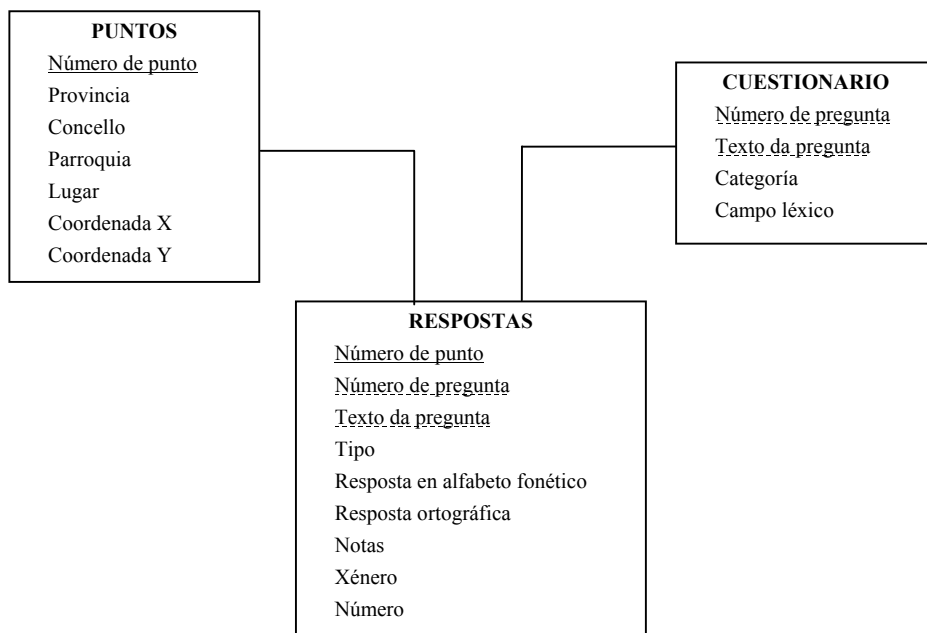 PUNTOS
Número de punto
Provincia
Concello
Parroquia
Lugar
Coordenada X
Coordenada Y
CUESTIONARIO
Número de pregunta
Texto da pregunta
Categoría
Campo léxico
RESPOSTAS
Número de punto
Número de pregunta
Texto da pregunta
Tipo
Resposta en alfabeto fonético
Resposta ortográfica
Notas
Xénero
Número